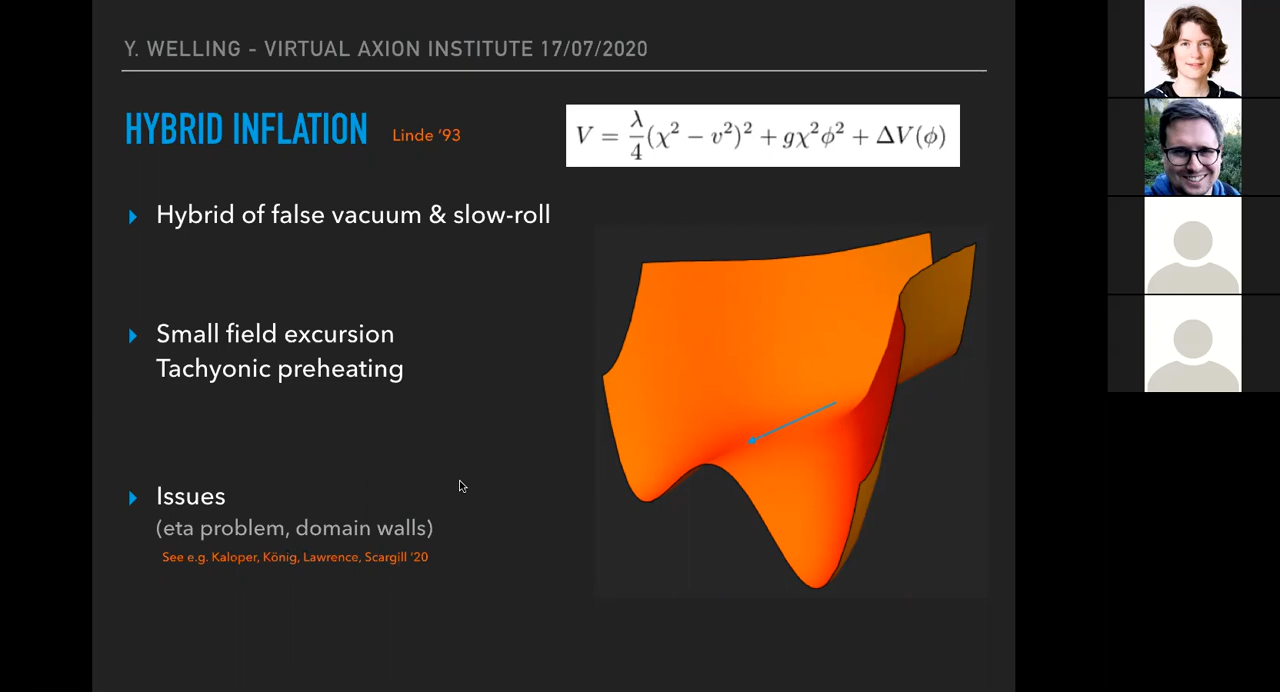 Y. WELLING - VIRTUAL AXION INSTITUTE 17/07/2020
HYBRID INFLATION Linde ‘93
V = λ/4(χ² − v²)² + gχ²ϕ² + ΔV(ϕ)
Hybrid of false vacuum & slow-roll
Small field excursion
Tachyonic preheating
Issues
(eta problem, domain walls)
See e.g. Kaloper, König, Lawrence, Scargill ‘20